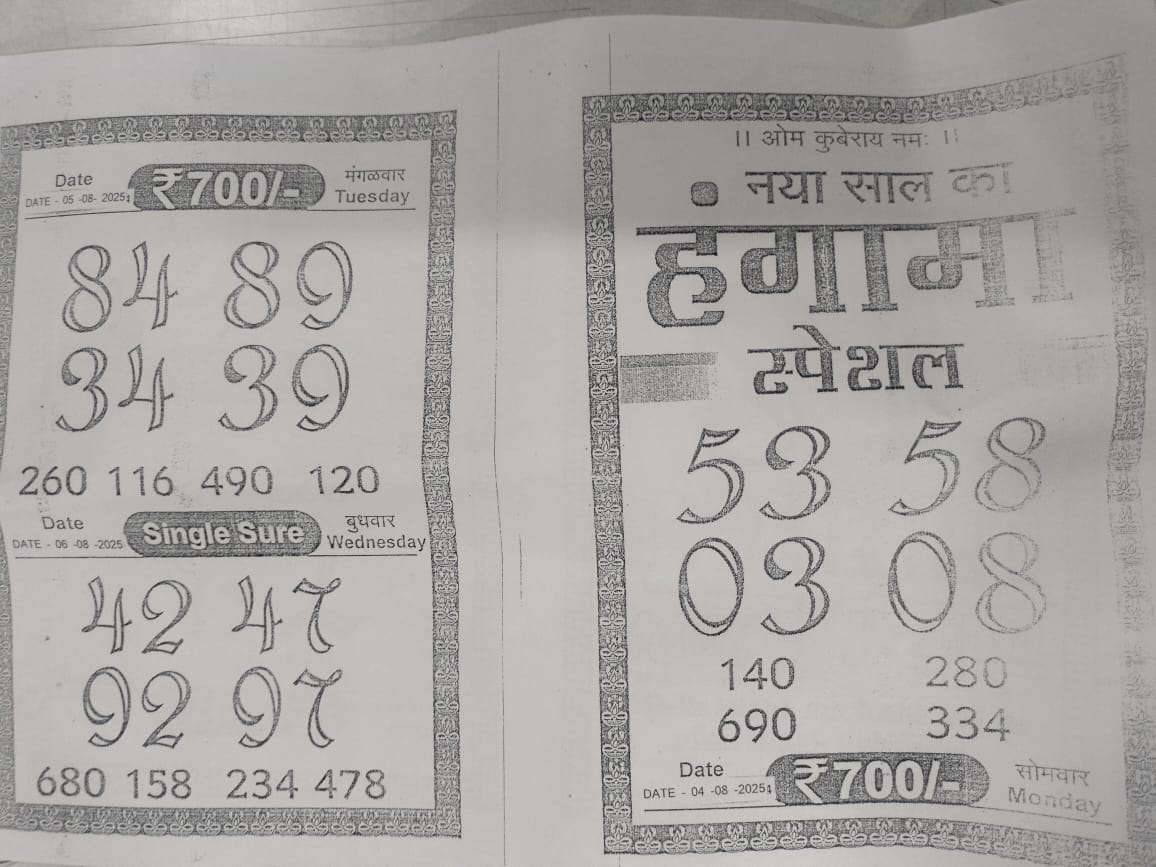 Date ₹700/- मंगळवार
DATE - 05 -08- 2025 Tuesday
84 89
34 39
260 116 490 120
Date Single Sure बुधवार
DATE - 06 -08 -2025 Wednesday
42 47
92 97
680 158 234 478
।। ओम कुबेराय नमः ।।
नया साल का
हंगामा
स्पेशल
53 58
03 08
140 280
690 334
Date ₹700/- सोमवार
DATE - 04 -08 -2025 Monday